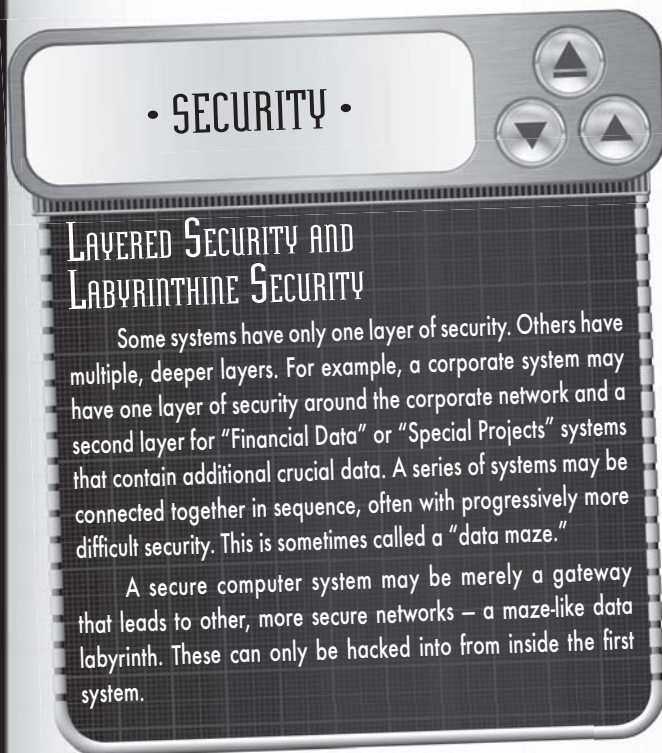 • SECURITY •
LAYERED SECURITY AND
LABYRINTHINE SECURITY
Some systems have only one layer of security. Others have
multiple, deeper layers. For example, a corporate system may
have one layer of security around the corporate network and a
second layer for “Financial Data” or “Special Projects” systems
that contain additional crucial data. A series of systems may be
connected together in sequence, often with progressively more
difficult security. This is sometimes called a “data maze.”
A secure computer system may be merely a gateway
that leads to other, more secure networks – a maze-like data
labyrinth. These can only be hacked into from inside the first
system.